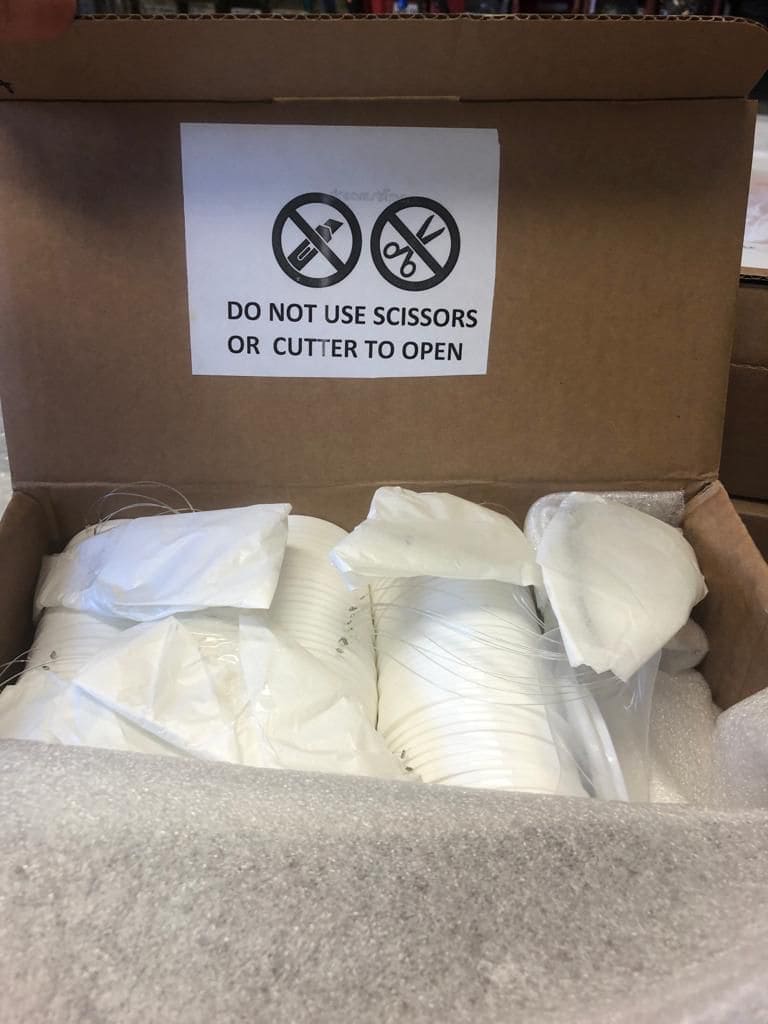 DO NOT USE SCISSORS
OR CUTTER TO OPEN